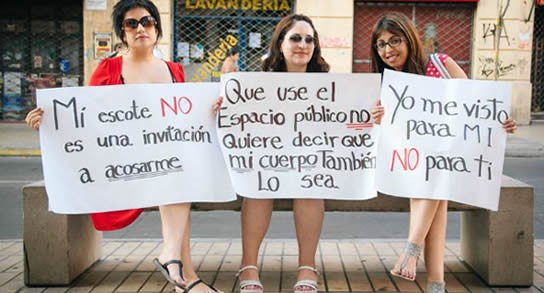 LAVANDERÍA
Mi escote NO
es una invitación
a acosarme
Que use el
Espacio público no
Quiere decir que
mi cuerpo También
Lo sea
Yo me visto
para MI
NO para ti